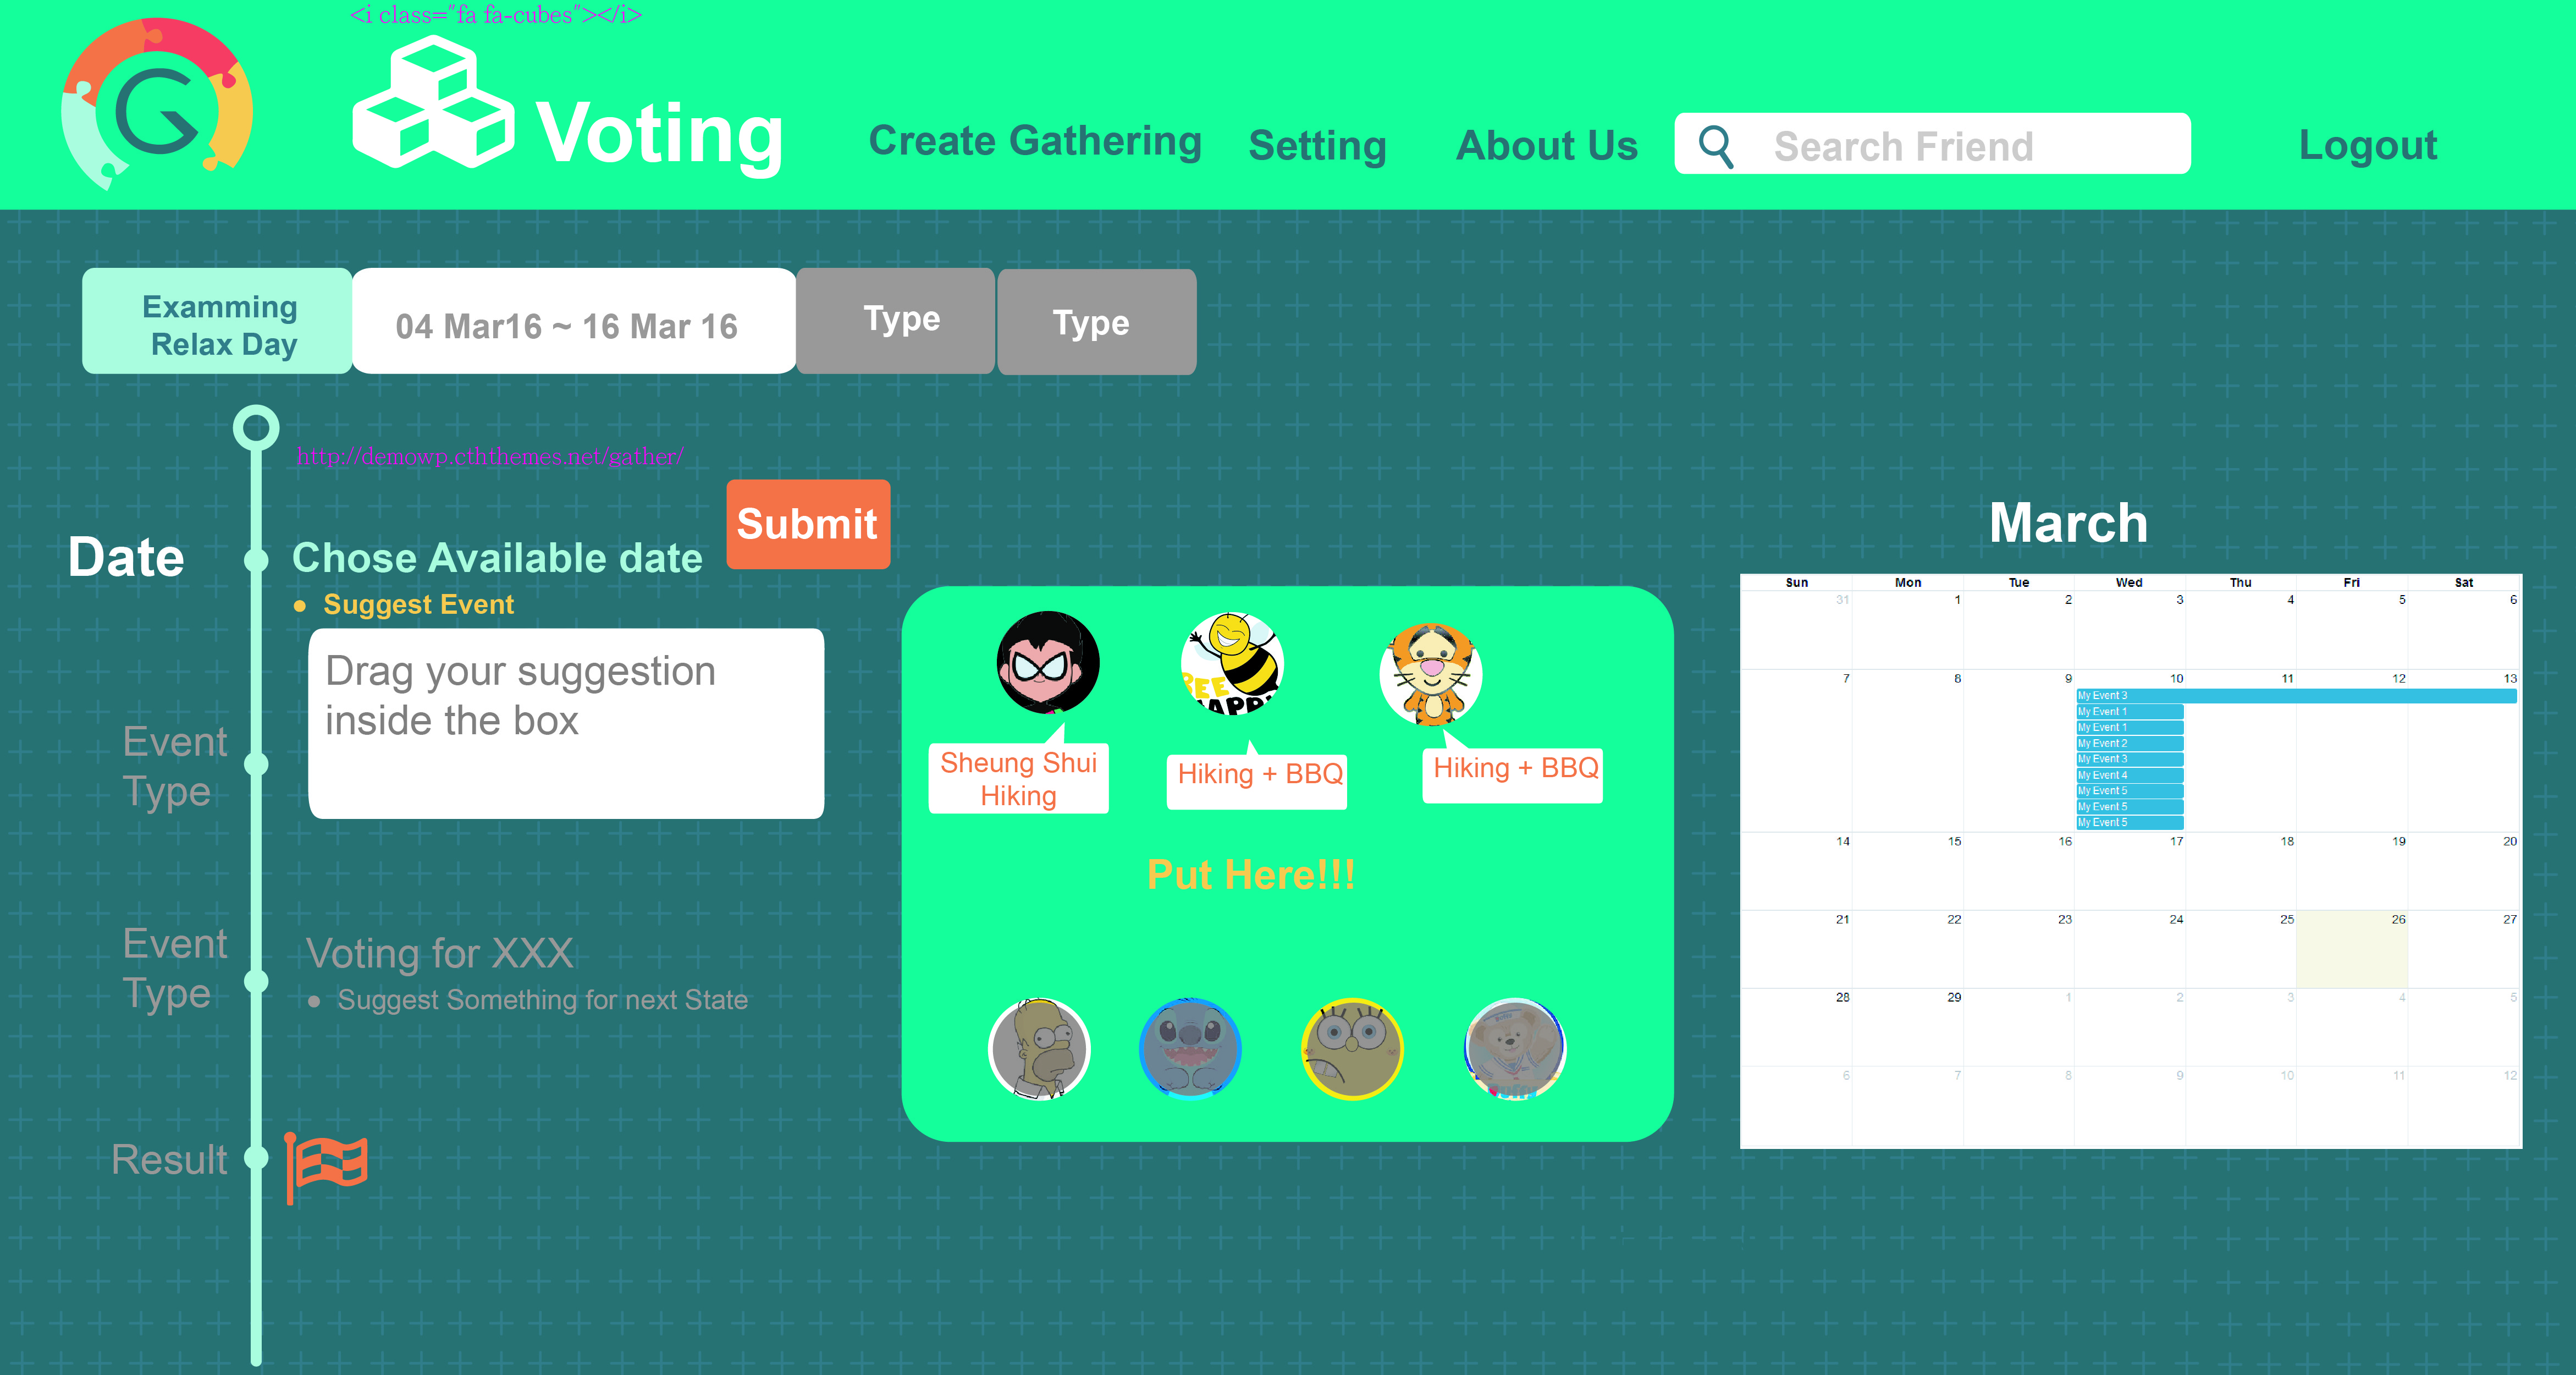 <i class="fa fa-cubes"></i>
G
Voting
Create Gathering
Setting
About Us
Search Friend
Logout
Examming
Relax Day
04 Mar16 ~ 16 Mar 16
Type
Type
http://demowp.cththemes.net/gather/
Submit
Date
Chose Available date
• Suggest Event
Drag your suggestion
inside the box
Event
Type
Event
Type
Voting for XXX
• Suggest Something for next State
Result
Sheung Shui
Hiking
Hiking + BBQ
Hiking + BBQ
Put Here!!!
March
Sun Mon Tue Wed Thu Fri Sat
31 1 2 3 4 5 6
7 8 9 10 11 12 13
My Event 3
My Event 1
My Event 1
My Event 2
My Event 3
My Event 4
My Event 5
My Event 5
My Event 5
14 15 16 17 18 19 20
21 22 23 24 25 26 27
28 29 1 2 3 4 5
6 7 8 9 10 11 12